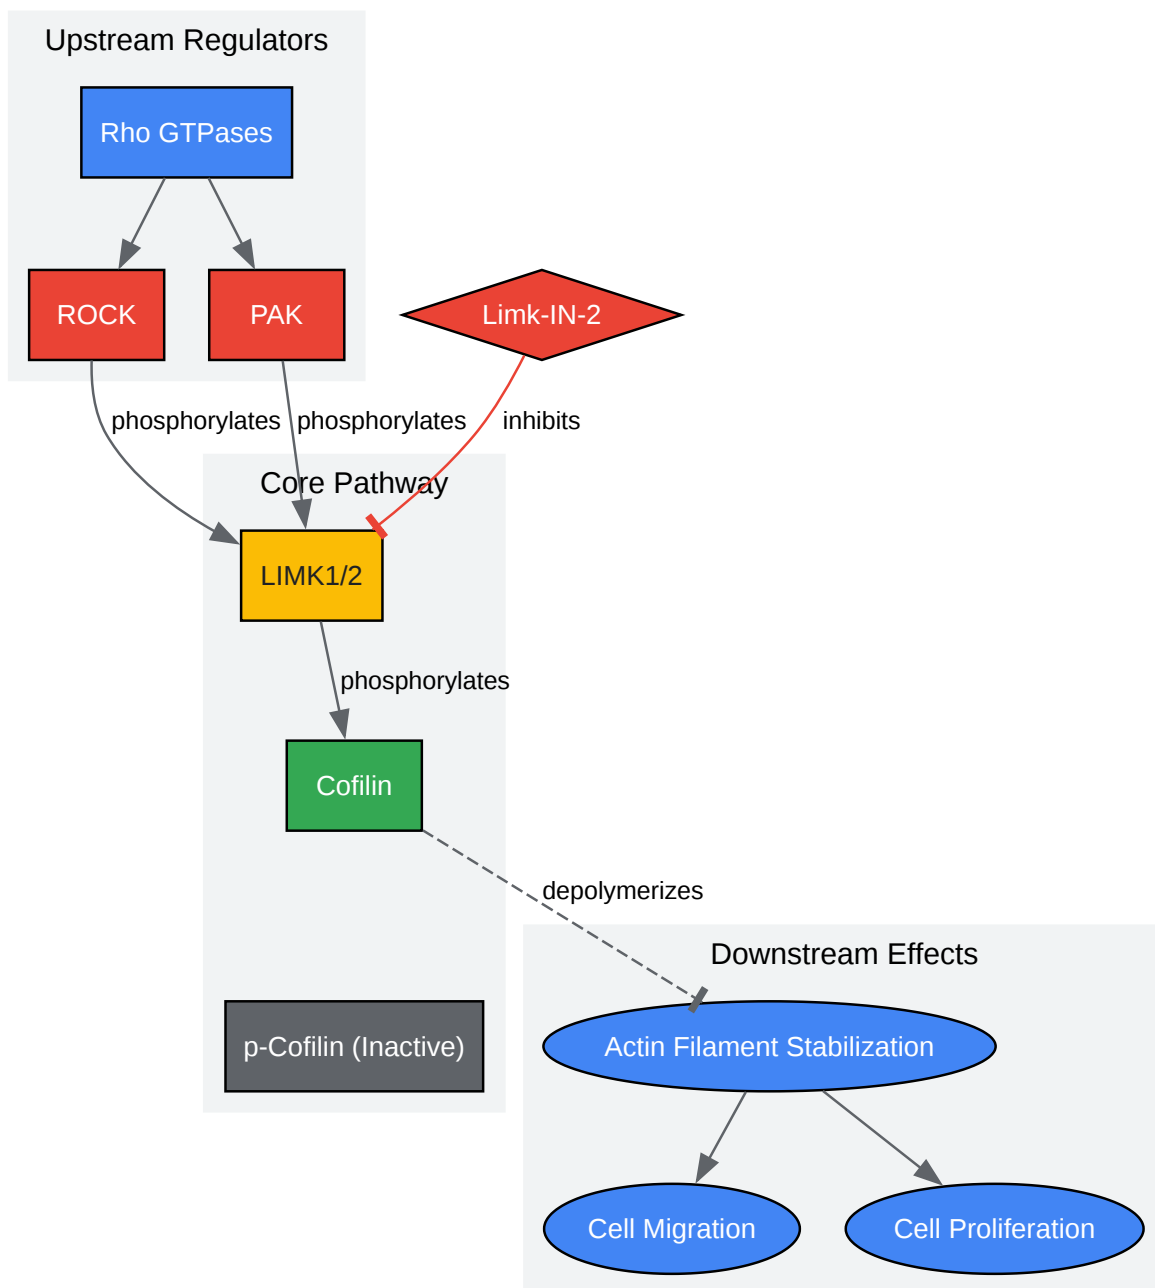 Upstream Regulators
Rho GTPases
ROCK
PAK
Limk-IN-2
phosphorylates
phosphorylates
inhibits
Core Pathway
LIMK1/2
phosphorylates
Cofilin
depolymerizes
Downstream Effects
p-Cofilin (Inactive)
Actin Filament Stabilization
Cell Migration
Cell Proliferation